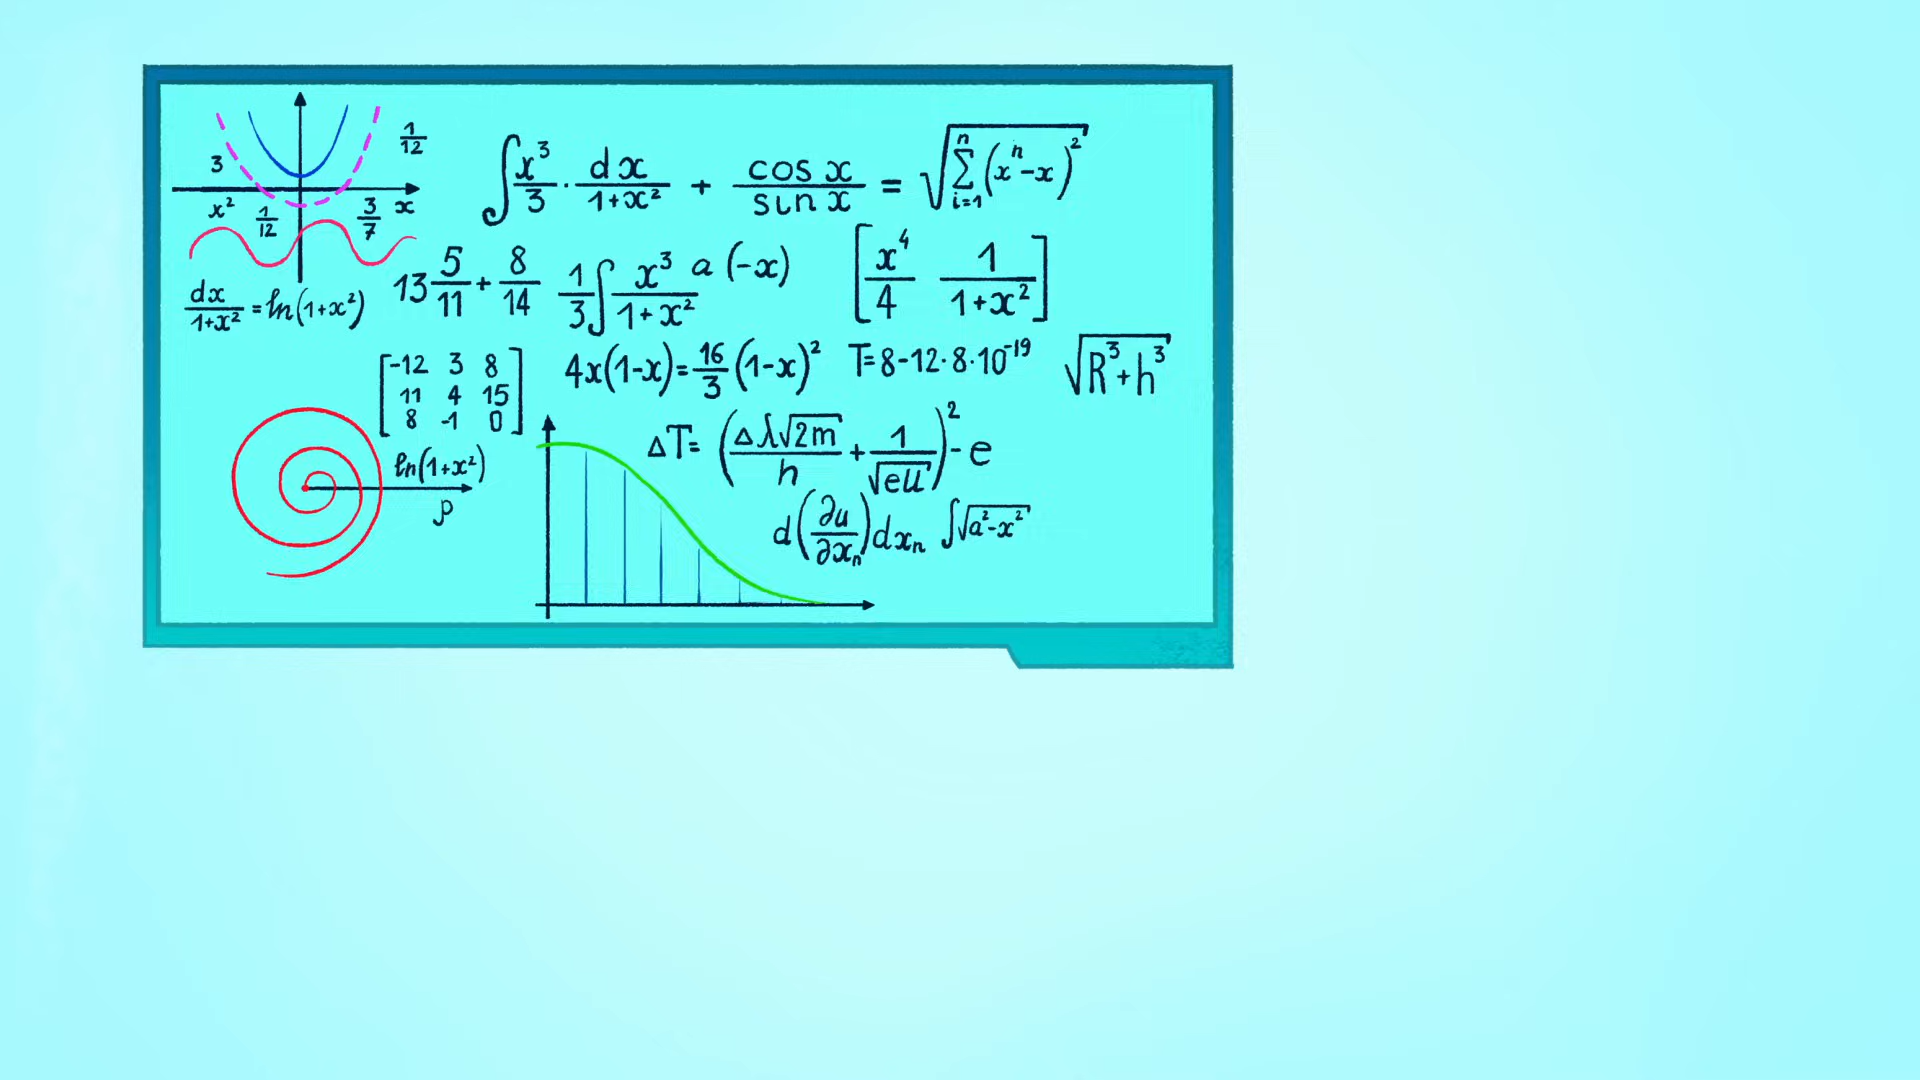 3
1/12
x² 1/12 3/7 x
∫ x³/3 · dx/1+x² + cos x/sin x = √∑ⁿᵢ₌₁(xⁿ-x)²
dx/1+x² = ln(1+x²)
13 5/11 + 8/14
1/3 ∫ x³/1+x² a (-x)
[x⁴/4 1/1+x²]
[-12 3 8
11 4 15
8 -1 0]
4x(1-x)=16/3(1-x)²
T=8-12·8·10⁻¹⁹
√R³+h³
ln(1+x²)
ρ
ΔT= (Δλ√2m/h + 1/√eU)² - e
d(∂u/∂xₙ)dxₙ ∫√a²-x²